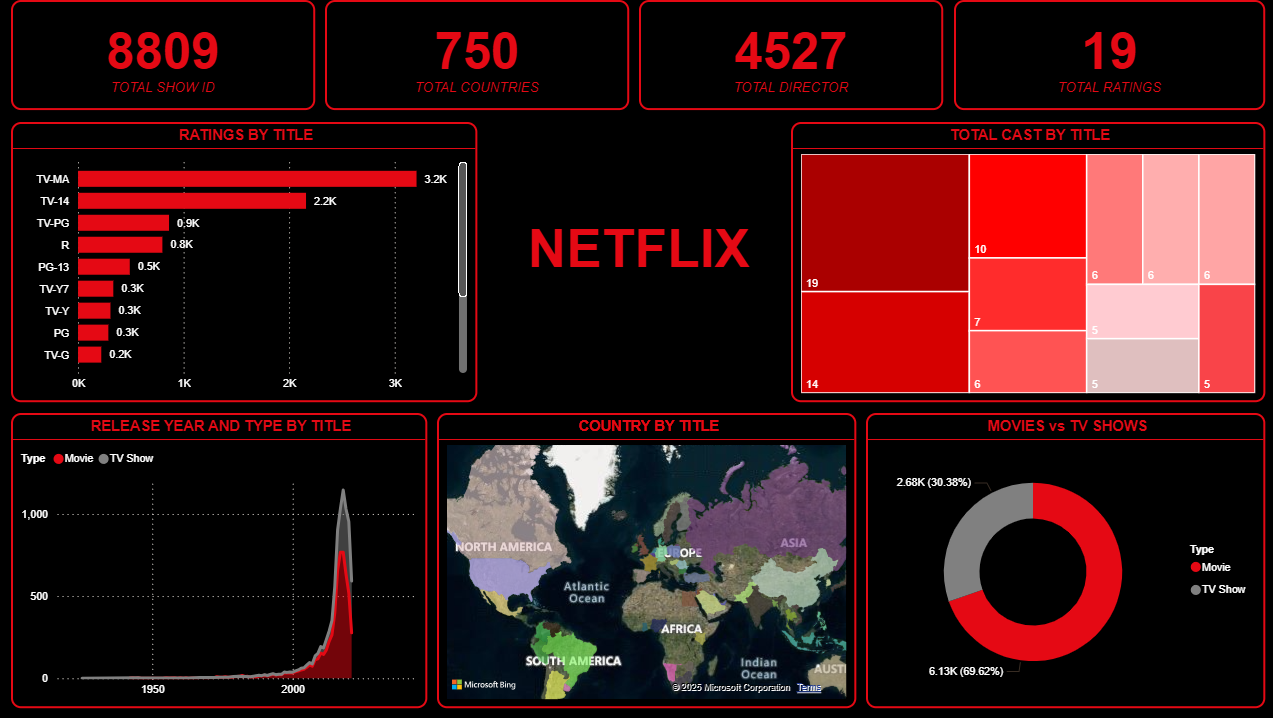 8809
TOTAL SHOW ID
750
TOTAL COUNTRIES
4527
TOTAL DIRECTOR
19
TOTAL RATINGS
RATINGS BY TITLE
TV-MA 3.2K
TV-14 2.2K
TV-PG 0.9K
R 0.8K
PG-13 0.5K
TV-Y7 0.3K
TV-Y 0.3K
PG 0.3K
TV-G 0.2K
0K 1K 2K 3K
NETFLIX
TOTAL CAST BY TITLE
19
14
10
7
6
6
6
6
5
5
5
RELEASE YEAR AND TYPE BY TITLE
Type Movie TV Show
1,000
500
0
1950 2000
COUNTRY BY TITLE
NORTH AMERICA
EUROPE
ASIA
Atlantic
Ocean
AFRICA
SOUTH AMERICA
Indian
Ocean
AUST
Microsoft Bing
© 2025 Microsoft Corporation Terms
MOVIES vs TV SHOWS
2.68K (30.38%)
6.13K (69.62%)
Type
Movie
TV Show